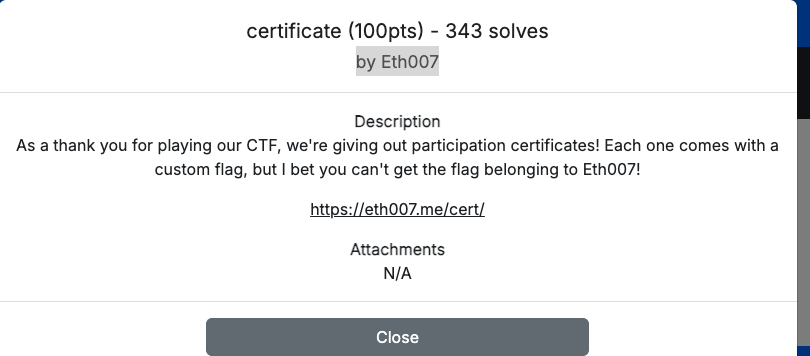 certificate (100pts) - 343 solves
by Eth007
Description
As a thank you for playing our CTF, we're giving out participation certificates! Each one comes with a
custom flag, but I bet you can't get the flag belonging to Eth007!
https://eth007.me/cert/
Attachments
N/A
Close